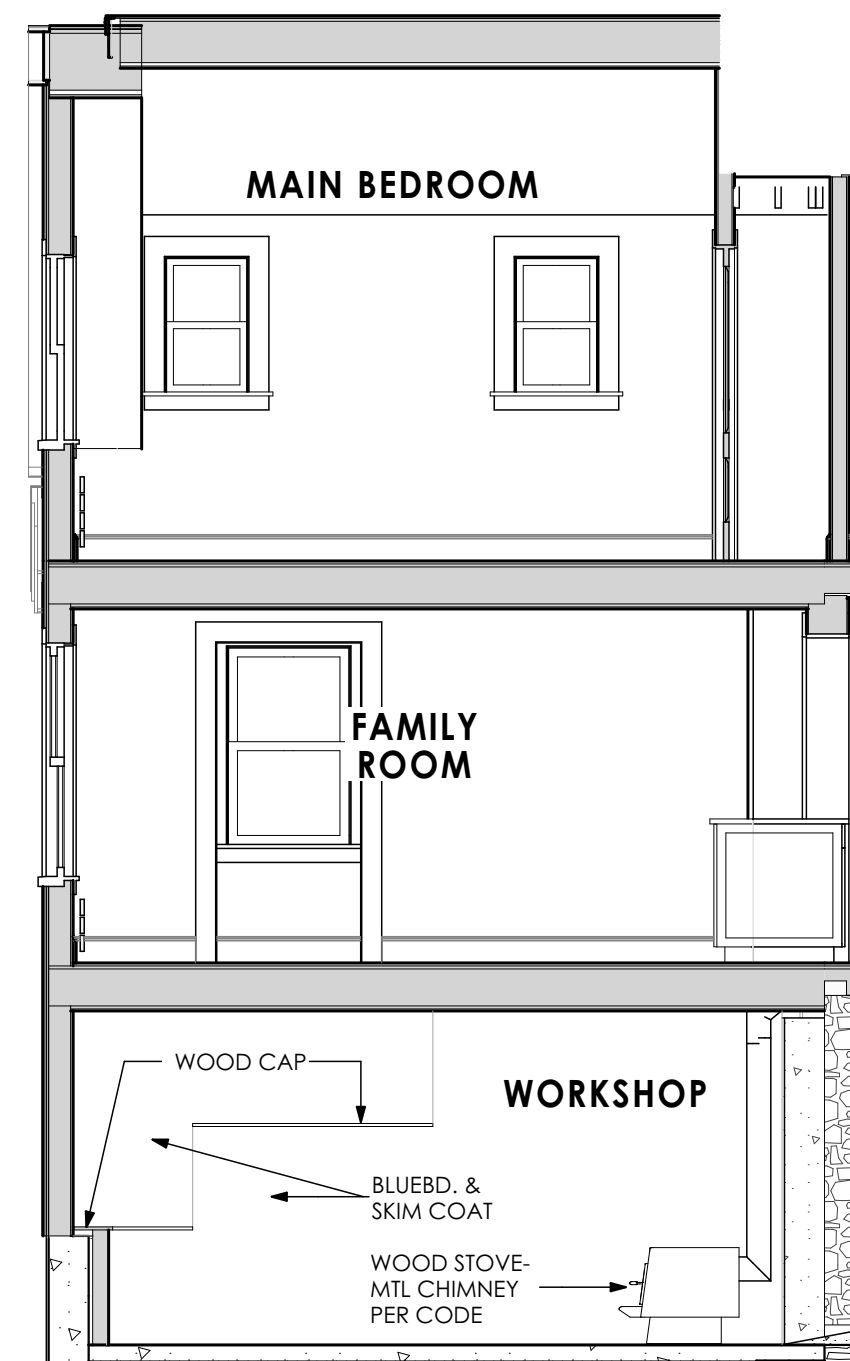 MAIN BEDROOM
FAMILY
ROOM
WOOD CAP
WORKSHOP
BLUEBD. &
SKIM COAT
WOOD STOVE-
MTL CHIMNEY
PER CODE